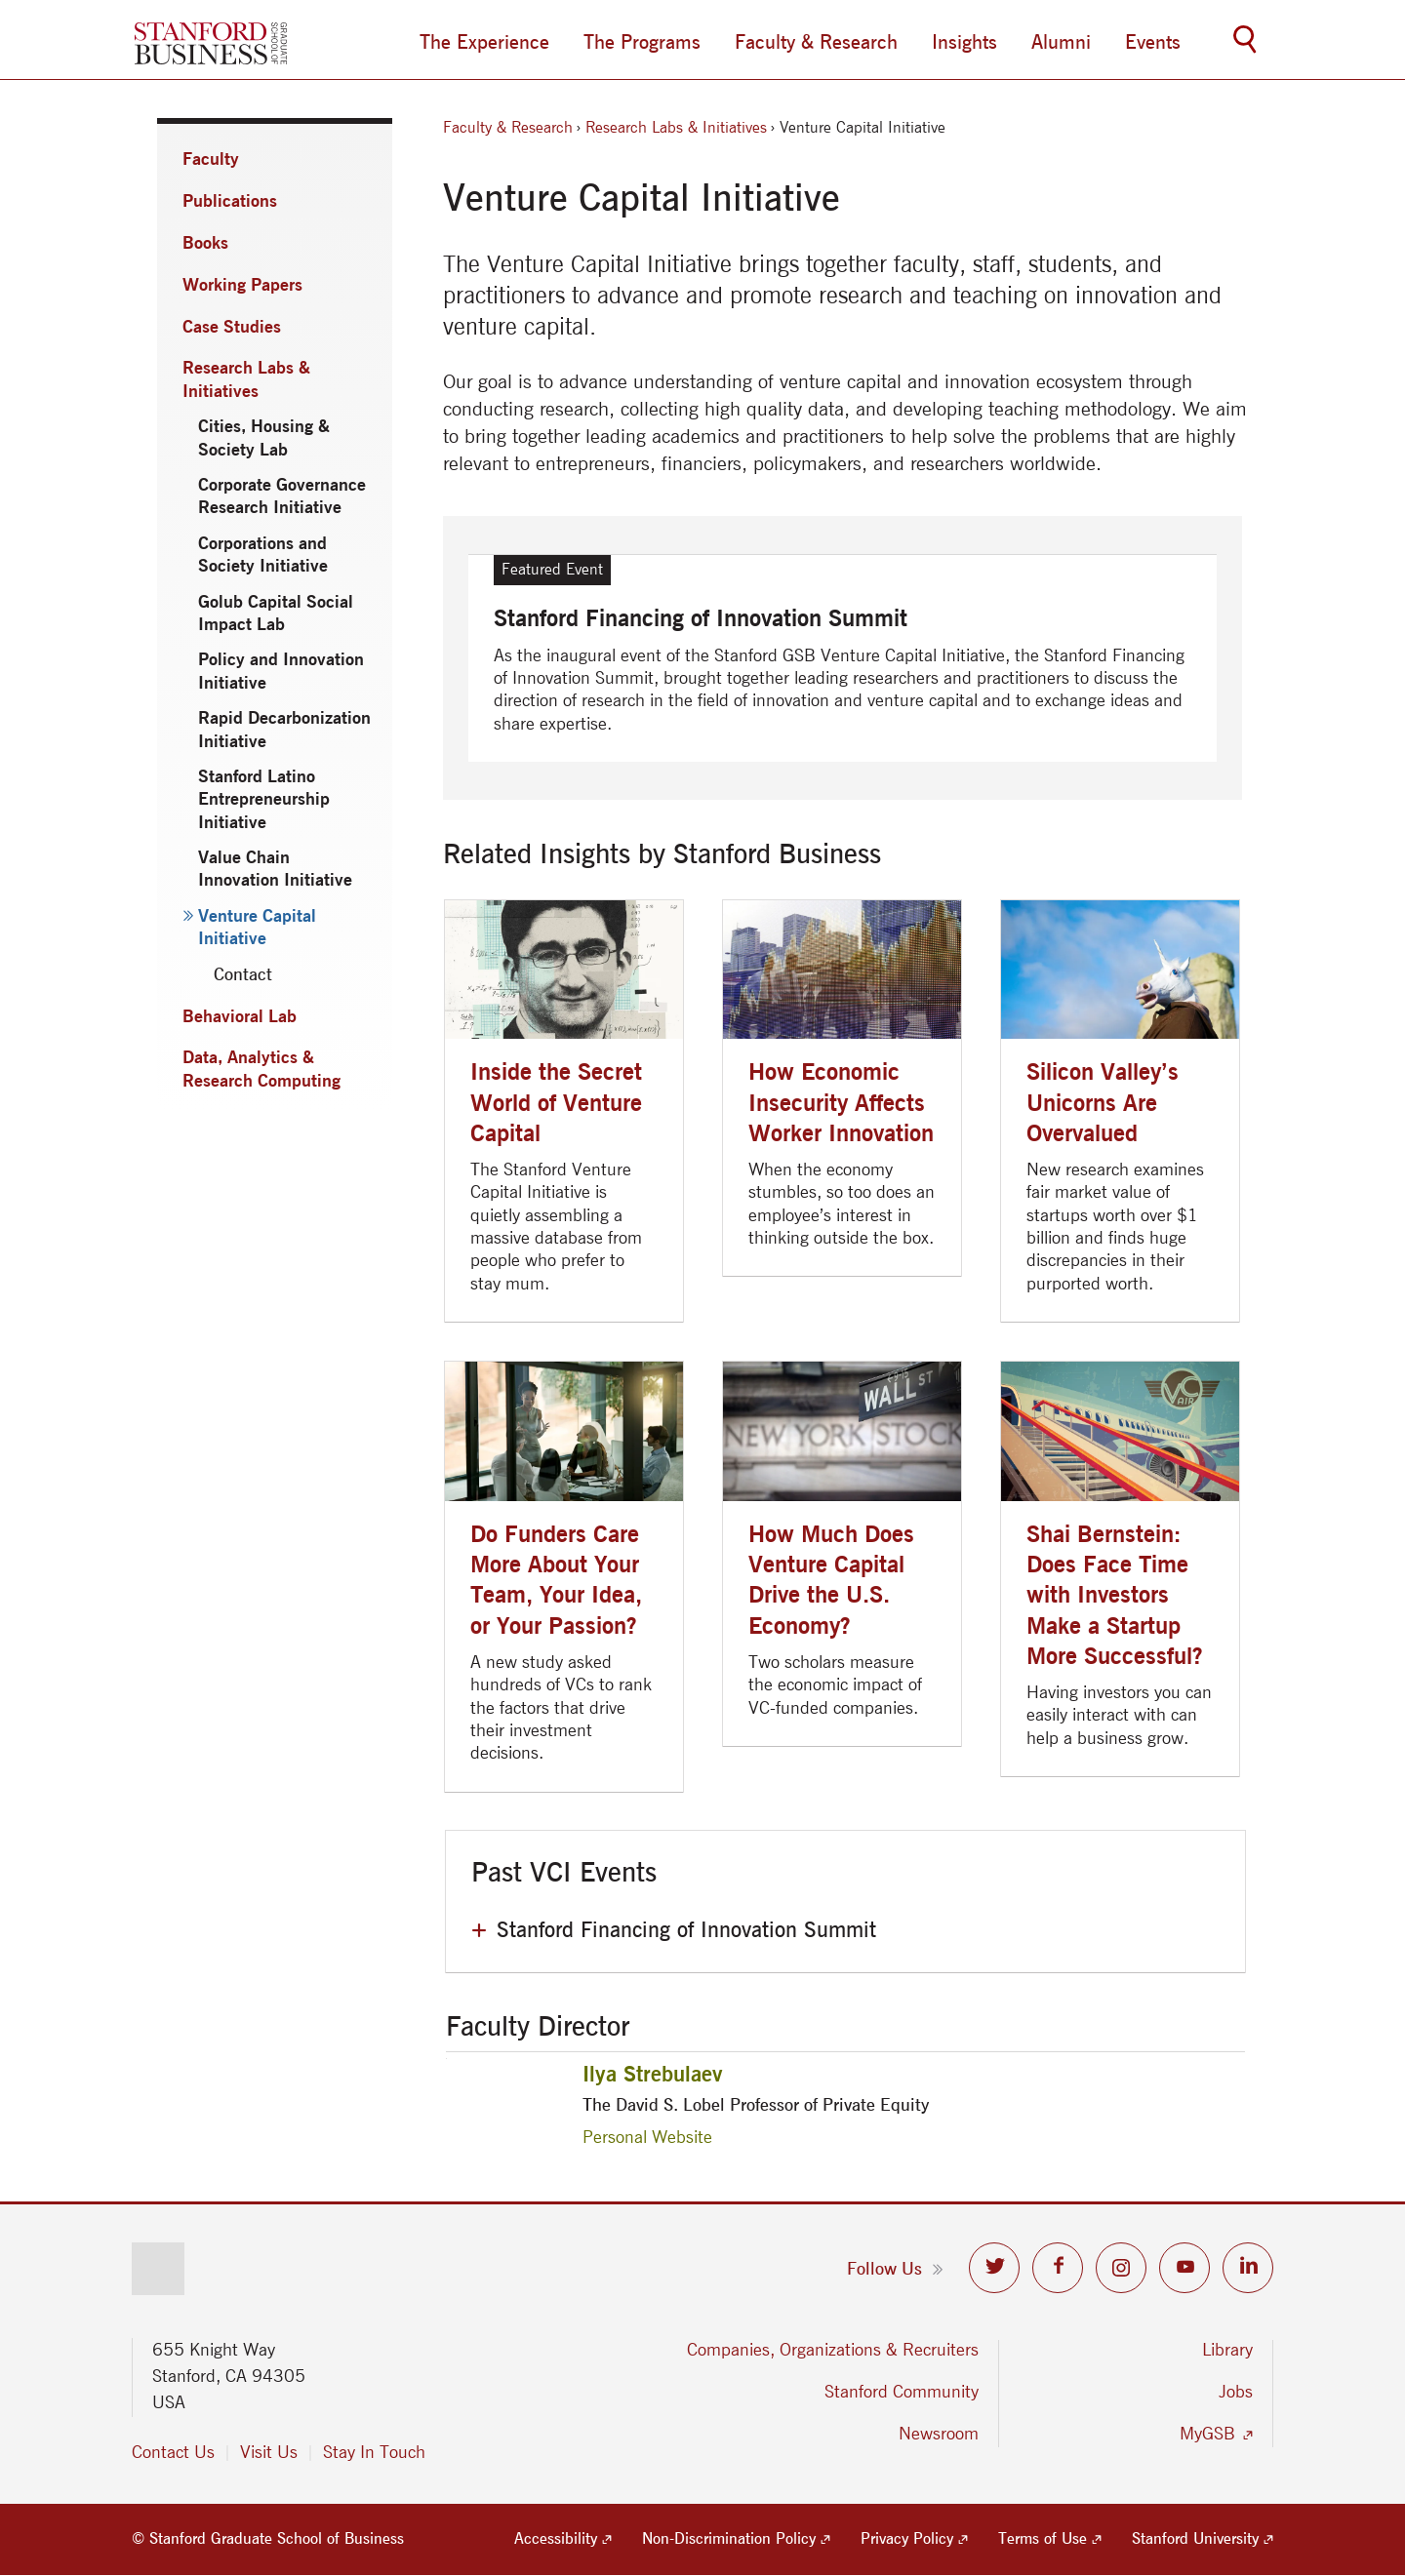 STANFORD
BUSINESS
GRADUATE
SCHOOL OF
The Experience
The Programs
Faculty & Research
Insights
Alumni
Events
Faculty
Publications
Books
Working Papers
Case Studies
Research Labs &
Initiatives
Cities, Housing &
Society Lab
Corporate Governance
Research Initiative
Corporations and
Society Initiative
Golub Capital Social
Impact Lab
Policy and Innovation
Initiative
Rapid Decarbonization
Initiative
Stanford Latino
Entrepreneurship
Initiative
Value Chain
Innovation Initiative
» Venture Capital
Initiative
Contact
Behavioral Lab
Data, Analytics &
Research Computing
Faculty & Research › Research Labs & Initiatives › Venture Capital Initiative
Venture Capital Initiative
The Venture Capital Initiative brings together faculty, staff, students, and
practitioners to advance and promote research and teaching on innovation and
venture capital.
Our goal is to advance understanding of venture capital and innovation ecosystem through
conducting research, collecting high quality data, and developing teaching methodology. We aim
to bring together leading academics and practitioners to help solve the problems that are highly
relevant to entrepreneurs, financiers, policymakers, and researchers worldwide.
Featured Event
Stanford Financing of Innovation Summit
As the inaugural event of the Stanford GSB Venture Capital Initiative, the Stanford Financing
of Innovation Summit, brought together leading researchers and practitioners to discuss the
direction of research in the field of innovation and venture capital and to exchange ideas and
share expertise.
Related Insights by Stanford Business
Inside the Secret
World of Venture
Capital
The Stanford Venture
Capital Initiative is
quietly assembling a
massive database from
people who prefer to
stay mum.
How Economic
Insecurity Affects
Worker Innovation
When the economy
stumbles, so too does an
employee’s interest in
thinking outside the box.
Silicon Valley’s
Unicorns Are
Overvalued
New research examines
fair market value of
startups worth over $1
billion and finds huge
discrepancies in their
purported worth.
Do Funders Care
More About Your
Team, Your Idea,
or Your Passion?
A new study asked
hundreds of VCs to rank
the factors that drive
their investment
decisions.
WALL ST
NEW YORK STOCK
How Much Does
Venture Capital
Drive the U.S.
Economy?
Two scholars measure
the economic impact of
VC-funded companies.
VC
AIR
Shai Bernstein:
Does Face Time
with Investors
Make a Startup
More Successful?
Having investors you can
easily interact with can
help a business grow.
Past VCI Events
+ Stanford Financing of Innovation Summit
Faculty Director
Ilya Strebulaev
The David S. Lobel Professor of Private Equity
Personal Website
Follow Us »
655 Knight Way
Stanford, CA 94305
USA
Contact Us | Visit Us | Stay In Touch
Companies, Organizations & Recruiters
Stanford Community
Newsroom
Library
Jobs
MyGSB
© Stanford Graduate School of Business
Accessibility
Non-Discrimination Policy
Privacy Policy
Terms of Use
Stanford University